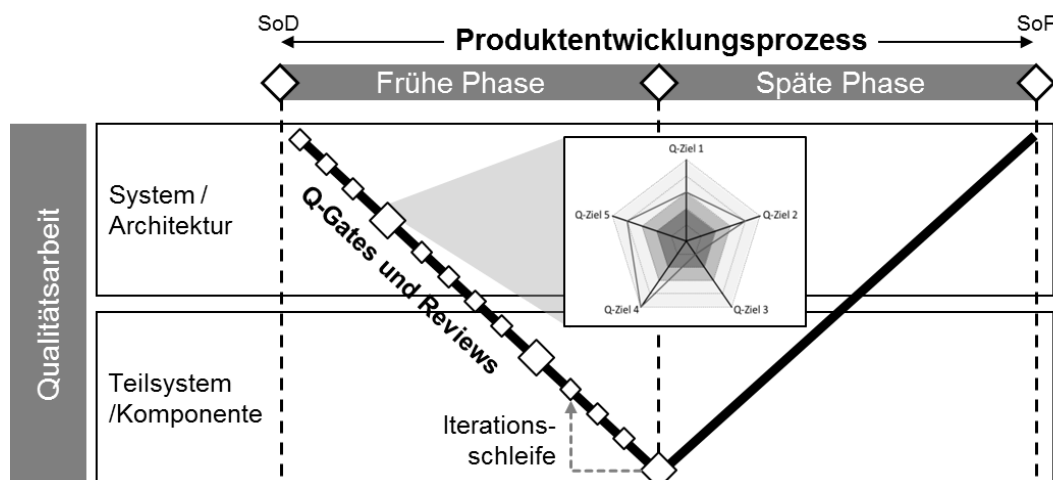 SoD
SoP
Produktentwicklungsprozess
Frühe Phase
Späte Phase
Qualitätsarbeit
System /
Architektur
Q-Gates und Reviews
Q-Ziel 1
Q-Ziel 5
Q-Ziel 2
Q-Ziel 4
Q-Ziel 3
Teilsystem
/Komponente
Iterations-
schleife